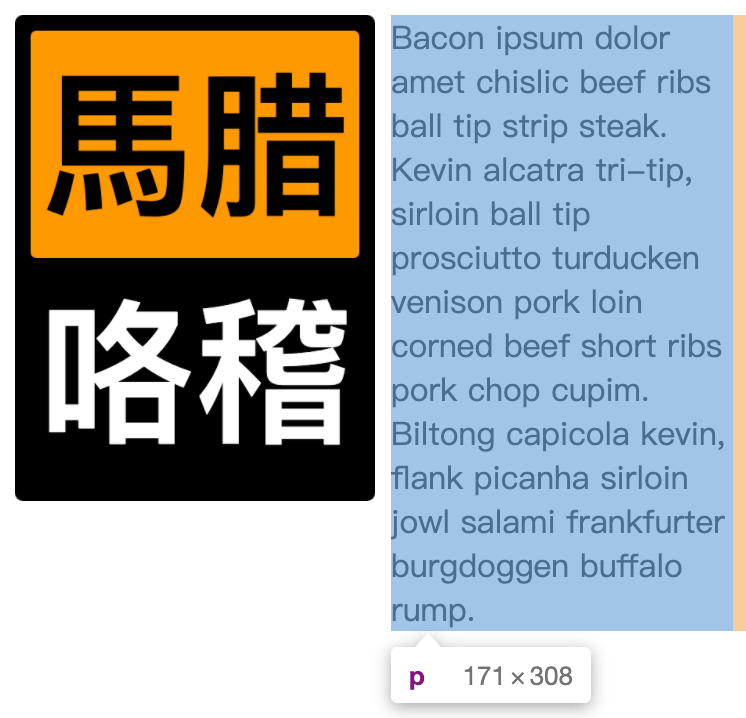 馬腊
咯稽
Bacon ipsum dolor
amet chislic beef ribs
ball tip strip steak.
Kevin alcatra tri-tip,
sirloin ball tip
prosciutto turducken
venison pork loin
corned beef short ribs
pork chop cupim.
Biltong capicola kevin,
flank picanha sirloin
jowl salami frankfurter
burgdoggen buffalo
rump.
p 171 × 308